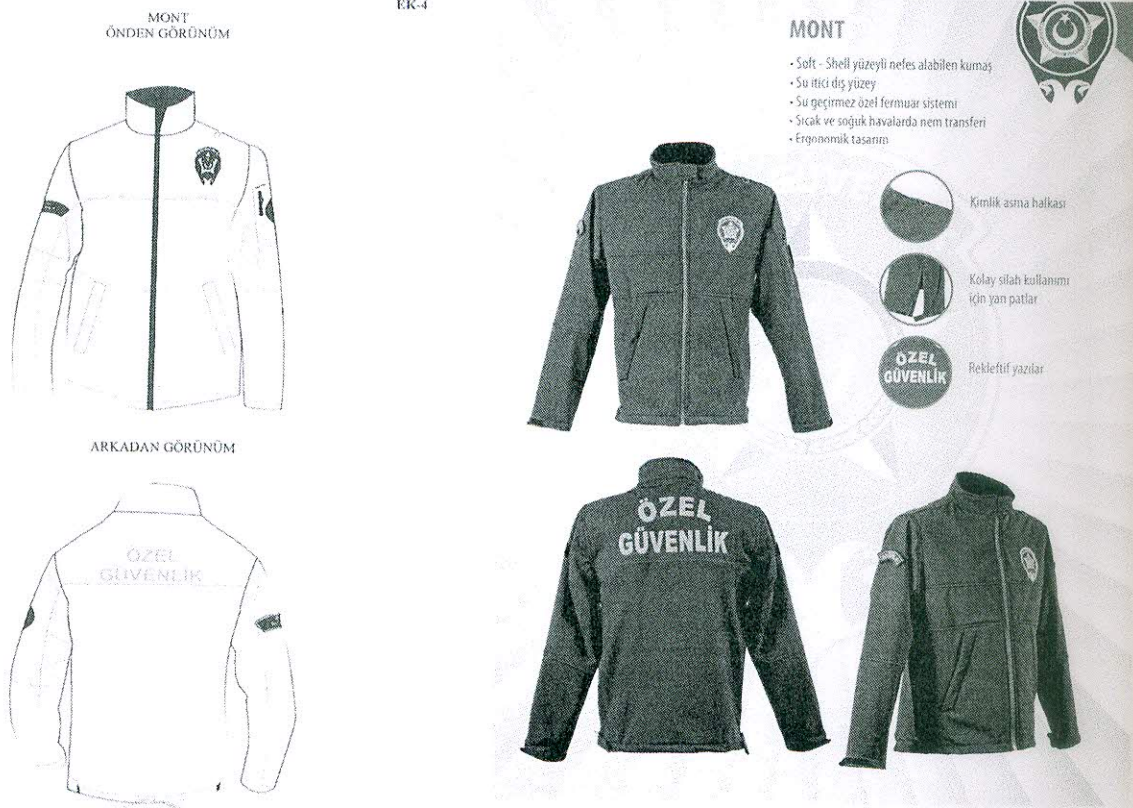 EK-4
MONT
ÖNDEN GÖRÜNÜM
ARKADAN GÖRÜNÜM
ÖZEL
GÜVENLİK
MONT
• Soft - Shell yüzeyli nefes alabilen kumaş
• Su itici dış yüzey
• Su geçirmez özel fermuar sistemi
• Sıcak ve soğuk havalarda nem transferi
• Ergonomik tasarım
Kimlik asma halkası
Kolay silah kullanımı
için yan patlar
ÖZEL
GÜVENLİK
Rekleftif yazılar
ÖZEL
GÜVENLİK